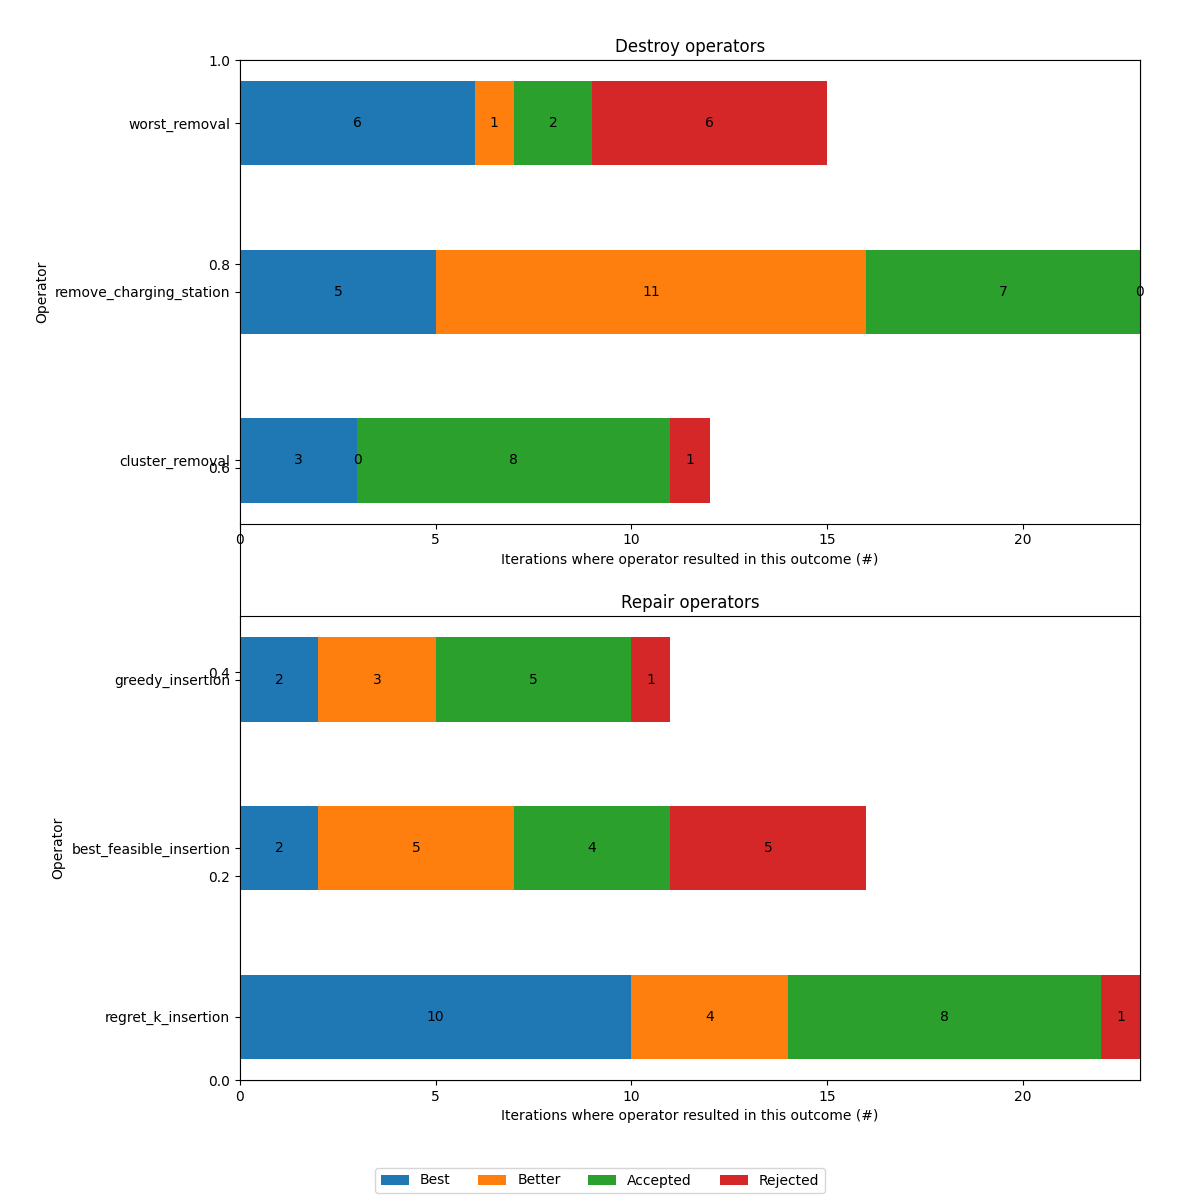 Destroy operators
1.0
worst_removal
6 1 2 6
0.8
Operator
remove_charging_station
5 11 7 0
cluster_removal
3 0 8 1
0.6
0 5 10 15 20
Iterations where operator resulted in this outcome (#)
Repair operators
0.4
greedy_insertion
2 3 5 1
Operator
best_feasible_insertion
2 5 4 5
0.2
regret_k_insertion
10 4 8 1
0.0
0 5 10 15 20
Iterations where operator resulted in this outcome (#)
Best Better Accepted Rejected